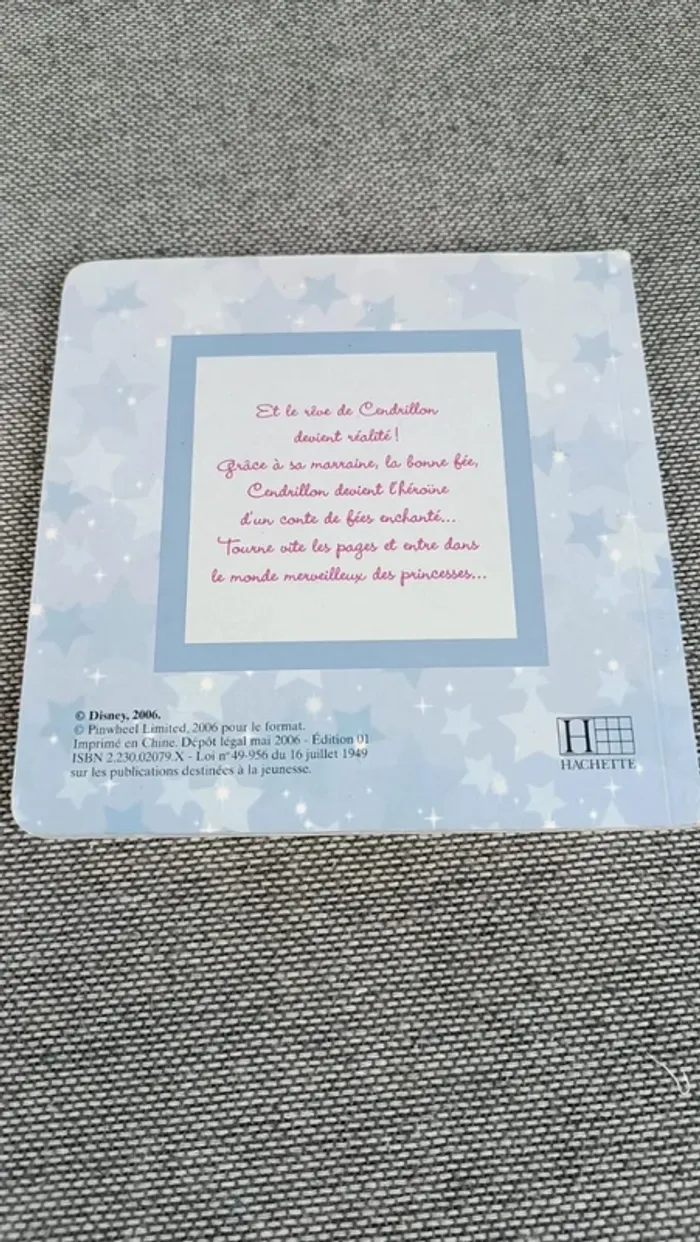 Et le rêve de Cendrillon
devient réalité !
Grâce à sa marraine, la bonne fée,
Cendrillon devient l'héroïne
d'un conte de fées enchanté...
Tourne vite les pages et entre dans
le monde merveilleux des princesses...
© Disney, 2006.
© Pinwheel Limited, 2006 pour le format.
Imprimé en Chine. Dépôt légal mai 2006 - Édition 01
ISBN 2.230.02079.X - Loi n° 49-956 du 16 juillet 1949
sur les publications destinées à la jeunesse.
H
HACHETTE